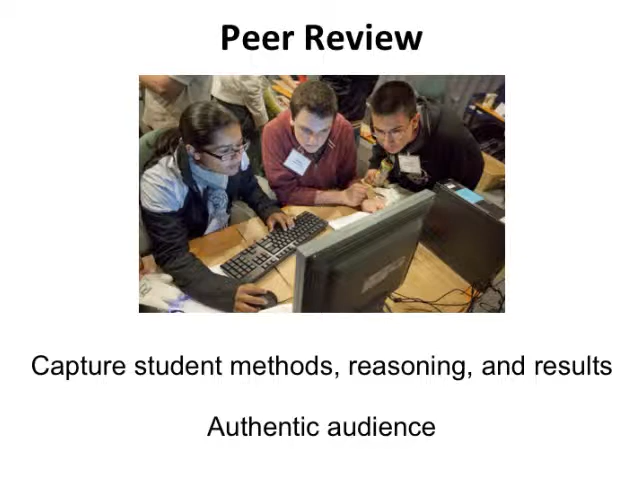 Peer Review
Capture student methods, reasoning, and results
Authentic audience